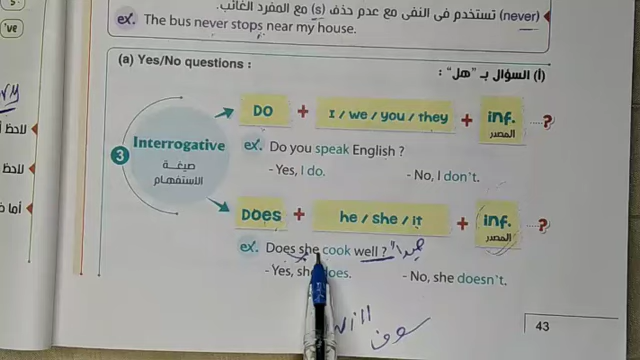 (never) تستخدم فى النفى مع عدم حذف (s) مع المفرد الغائب.
ex. The bus never stops near my house.
've
(a) Yes/No questions :
(أ) السؤال بـ "هل" :
DO + I / we / you / they + inf. المصدر ....?
ex. Do you speak English ?
- Yes, I do. - No, I don't.
3 Interrogative
صيغة
الاستفهام
DOES + he / she / it + inf. المصدر ....?
ex. Does she cook well ?
- Yes, she does. - No, she doesn't.
will
سوف
43